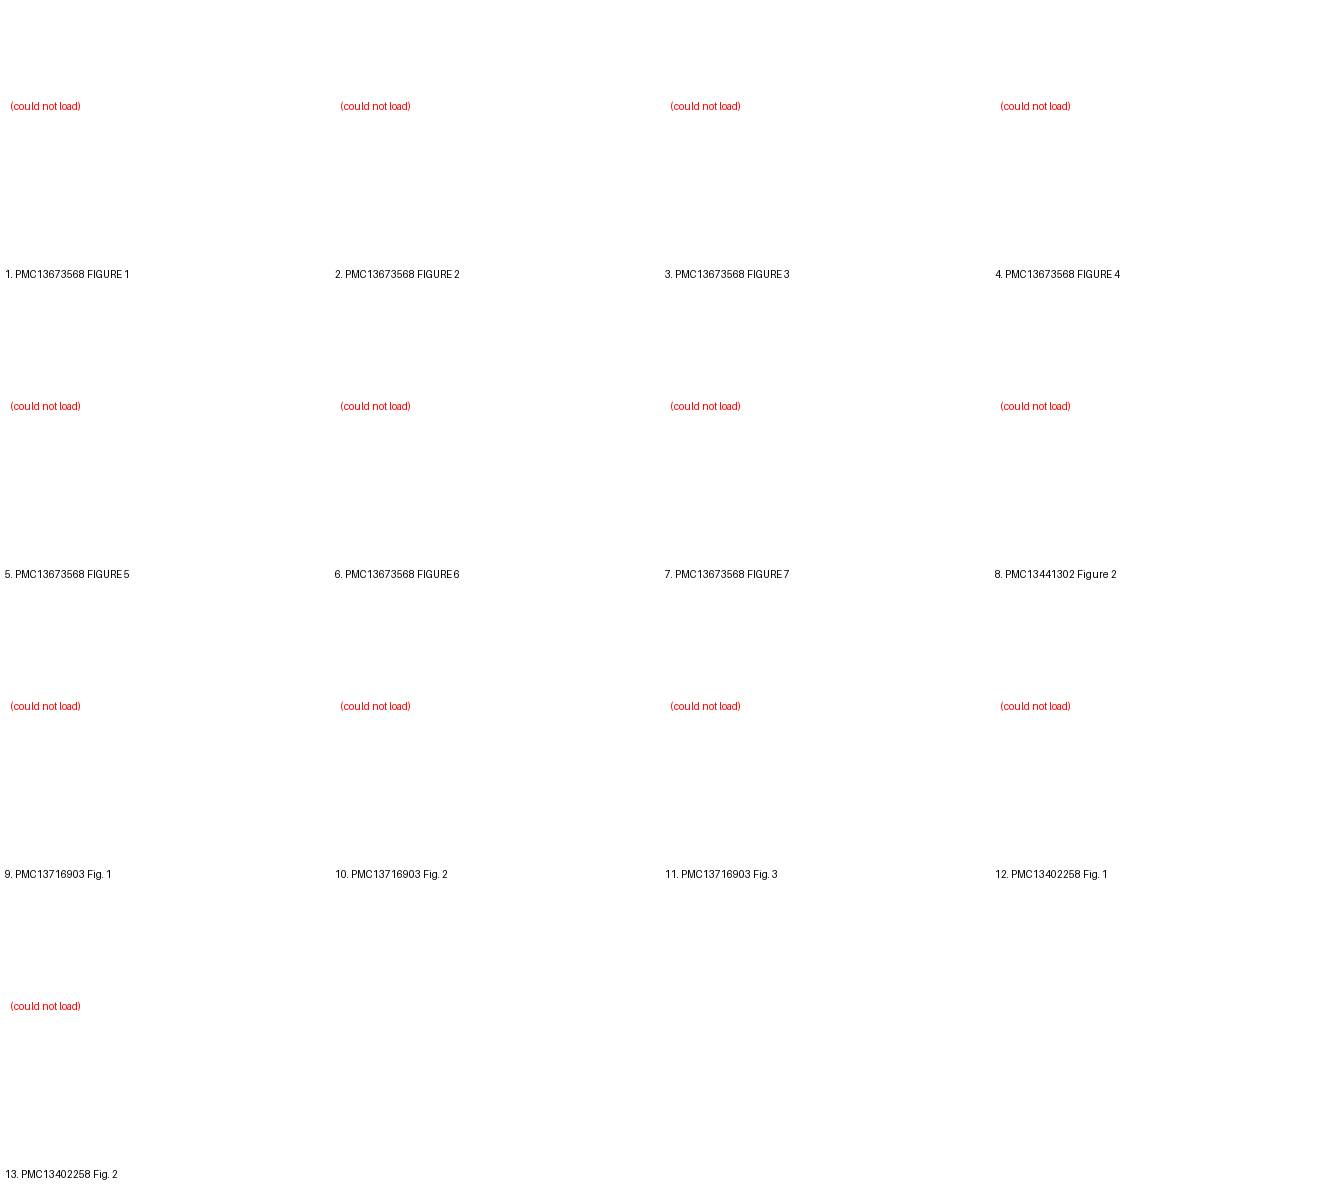 (could not load) (could not load) (could not load) (could not load)
1. PMC13673568 FIGURE 1 2. PMC13673568 FIGURE 2 3. PMC13673568 FIGURE 3 4. PMC13673568 FIGURE 4
(could not load) (could not load) (could not load) (could not load)
5. PMC13673568 FIGURE 5 6. PMC13673568 FIGURE 6 7. PMC13673568 FIGURE 7 8. PMC13441302 Figure 2
(could not load) (could not load) (could not load) (could not load)
9. PMC13716903 Fig. 1 10. PMC13716903 Fig. 2 11. PMC13716903 Fig. 3 12. PMC13402258 Fig. 1
(could not load)
13. PMC13402258 Fig. 2